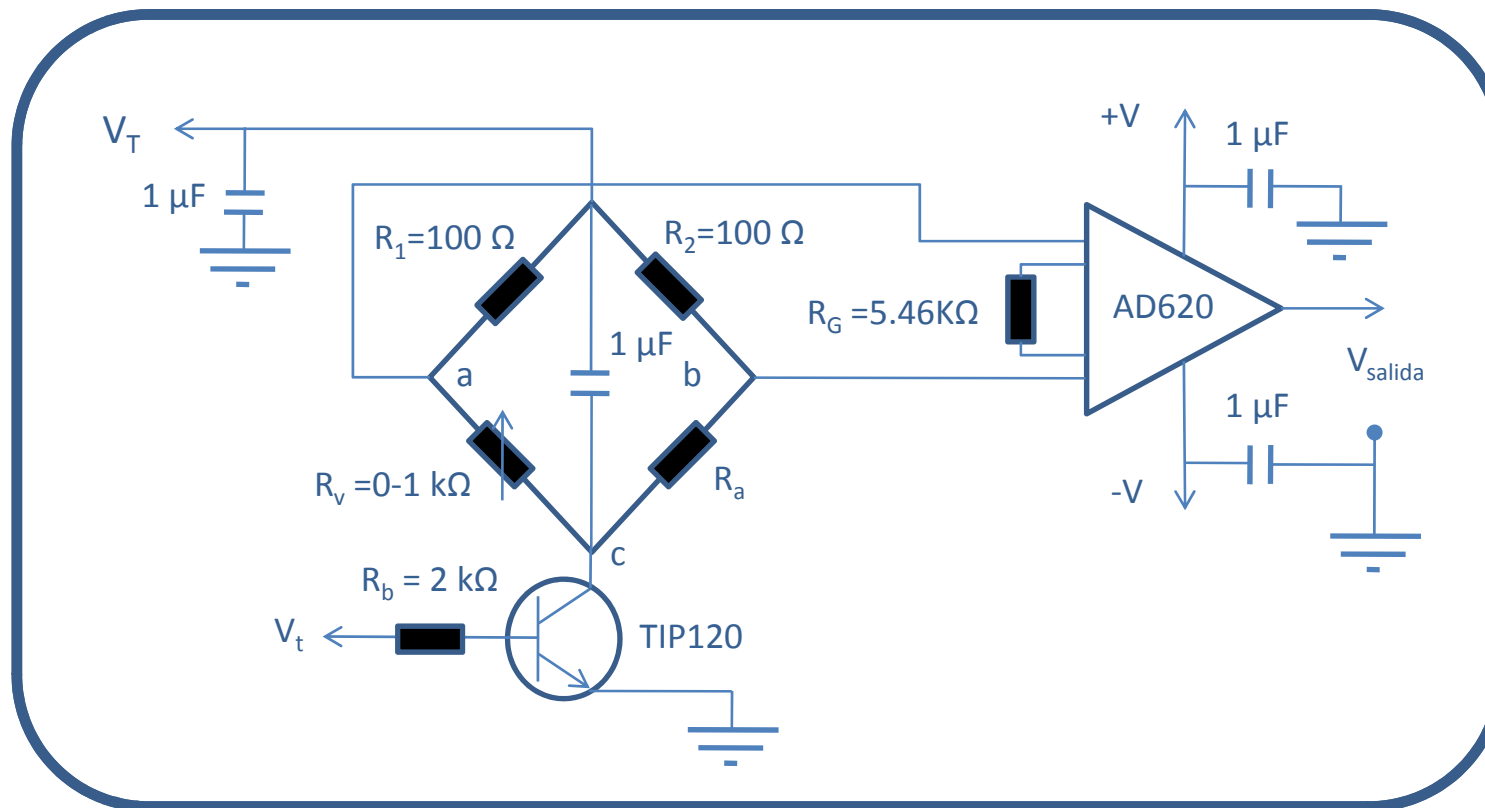 V_T
1 µF
R_1=100 Ω
R_2=100 Ω
+V
1 µF
R_G=5.46KΩ
AD620
1 µF
a
b
V_salida
1 µF
R_v =0-1 kΩ
R_a
-V
c
R_b = 2 kΩ
V_t
TIP120